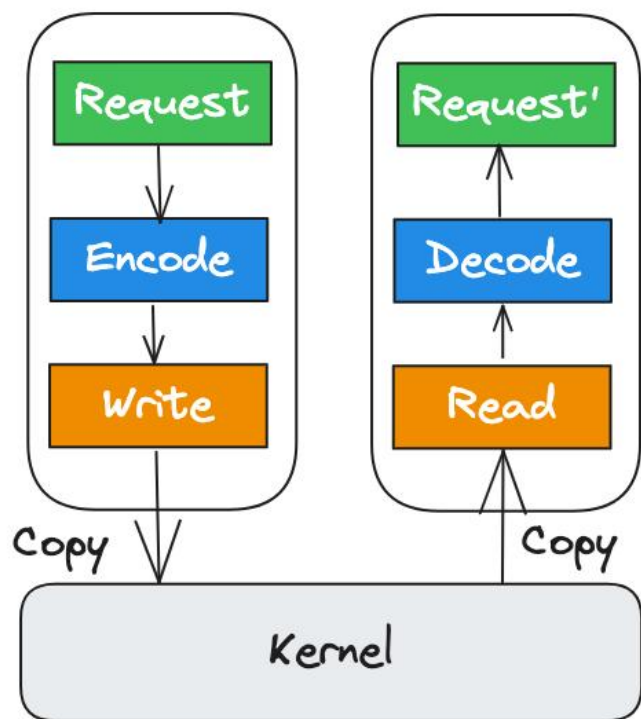 Request
Encode
Write
Copy
Request'
Decode
Read
Copy
Kernel